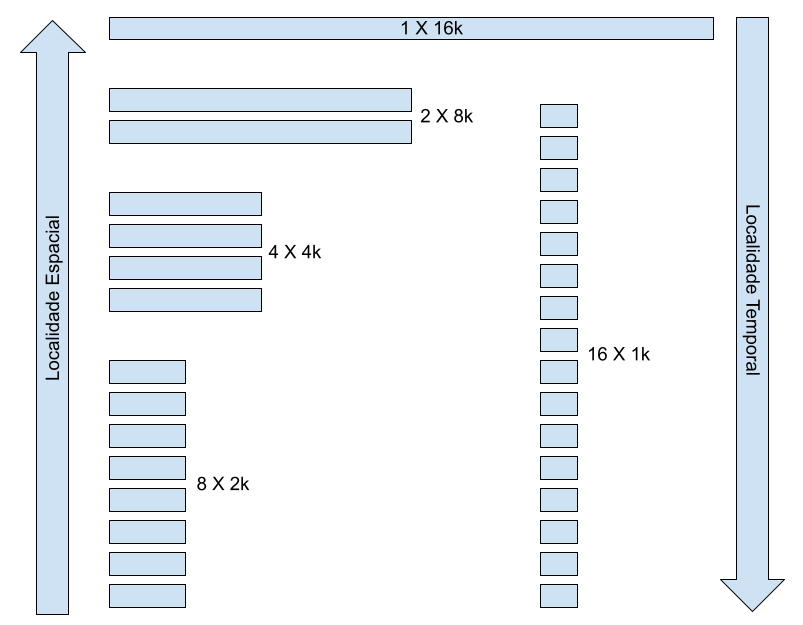 1 X 16k
2 X 8k
4 X 4k
Localidade Espacial
Localidade Temporal
16 X 1k
8 X 2k